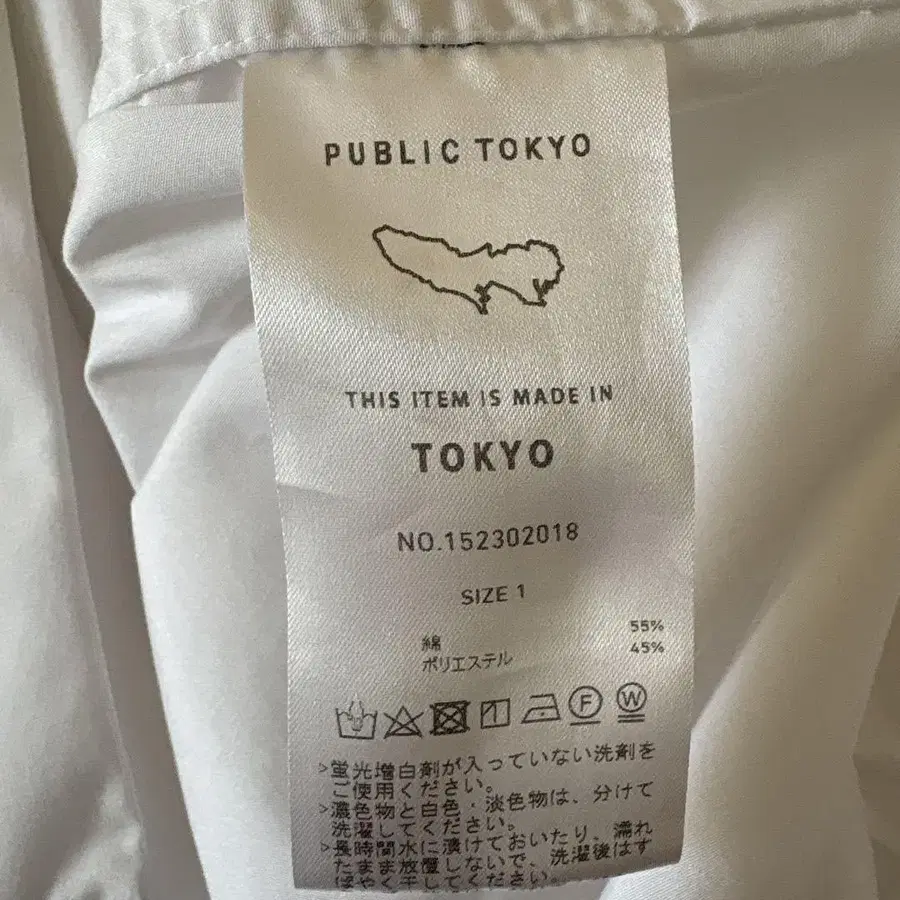 PUBLIC TOKYO
THIS ITEM IS MADE IN
TOKYO
NO.152302018
SIZE 1
綿 55%
ポリエステル 45%
F W
>蛍光増白剤が入っていない洗剤を
ご使用ください。
>濃色物と白色・淡色物は、分けて
洗濯してください。
>長時間水に漬けておいたり、濡れ
たまま放置しないで、洗濯後はす
ばやく干してください。